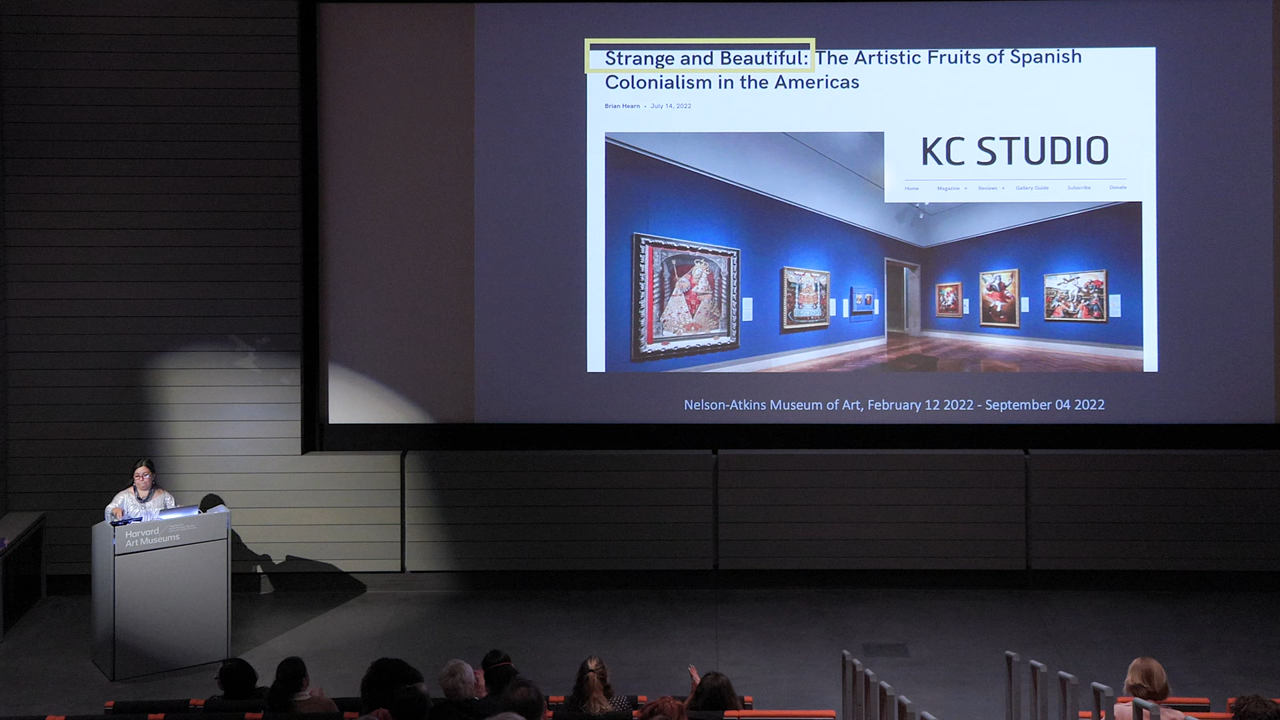 Strange and Beautiful: The Artistic Fruits of Spanish
Colonialism in the Americas
Brian Hearn • July 14, 2022
KC STUDIO
Home Magazine Reviews Gallery Guide Subscribe Donate
Nelson-Atkins Museum of Art, February 12 2022 - September 04 2022
Harvard
Art Museums